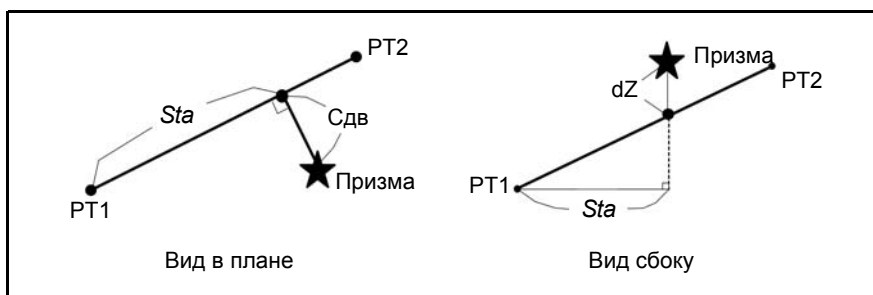 PT2
Sta
Сдв
Призма
PT1
Вид в плане
Призма
PT2
dZ
PT1
Sta
Вид сбоку